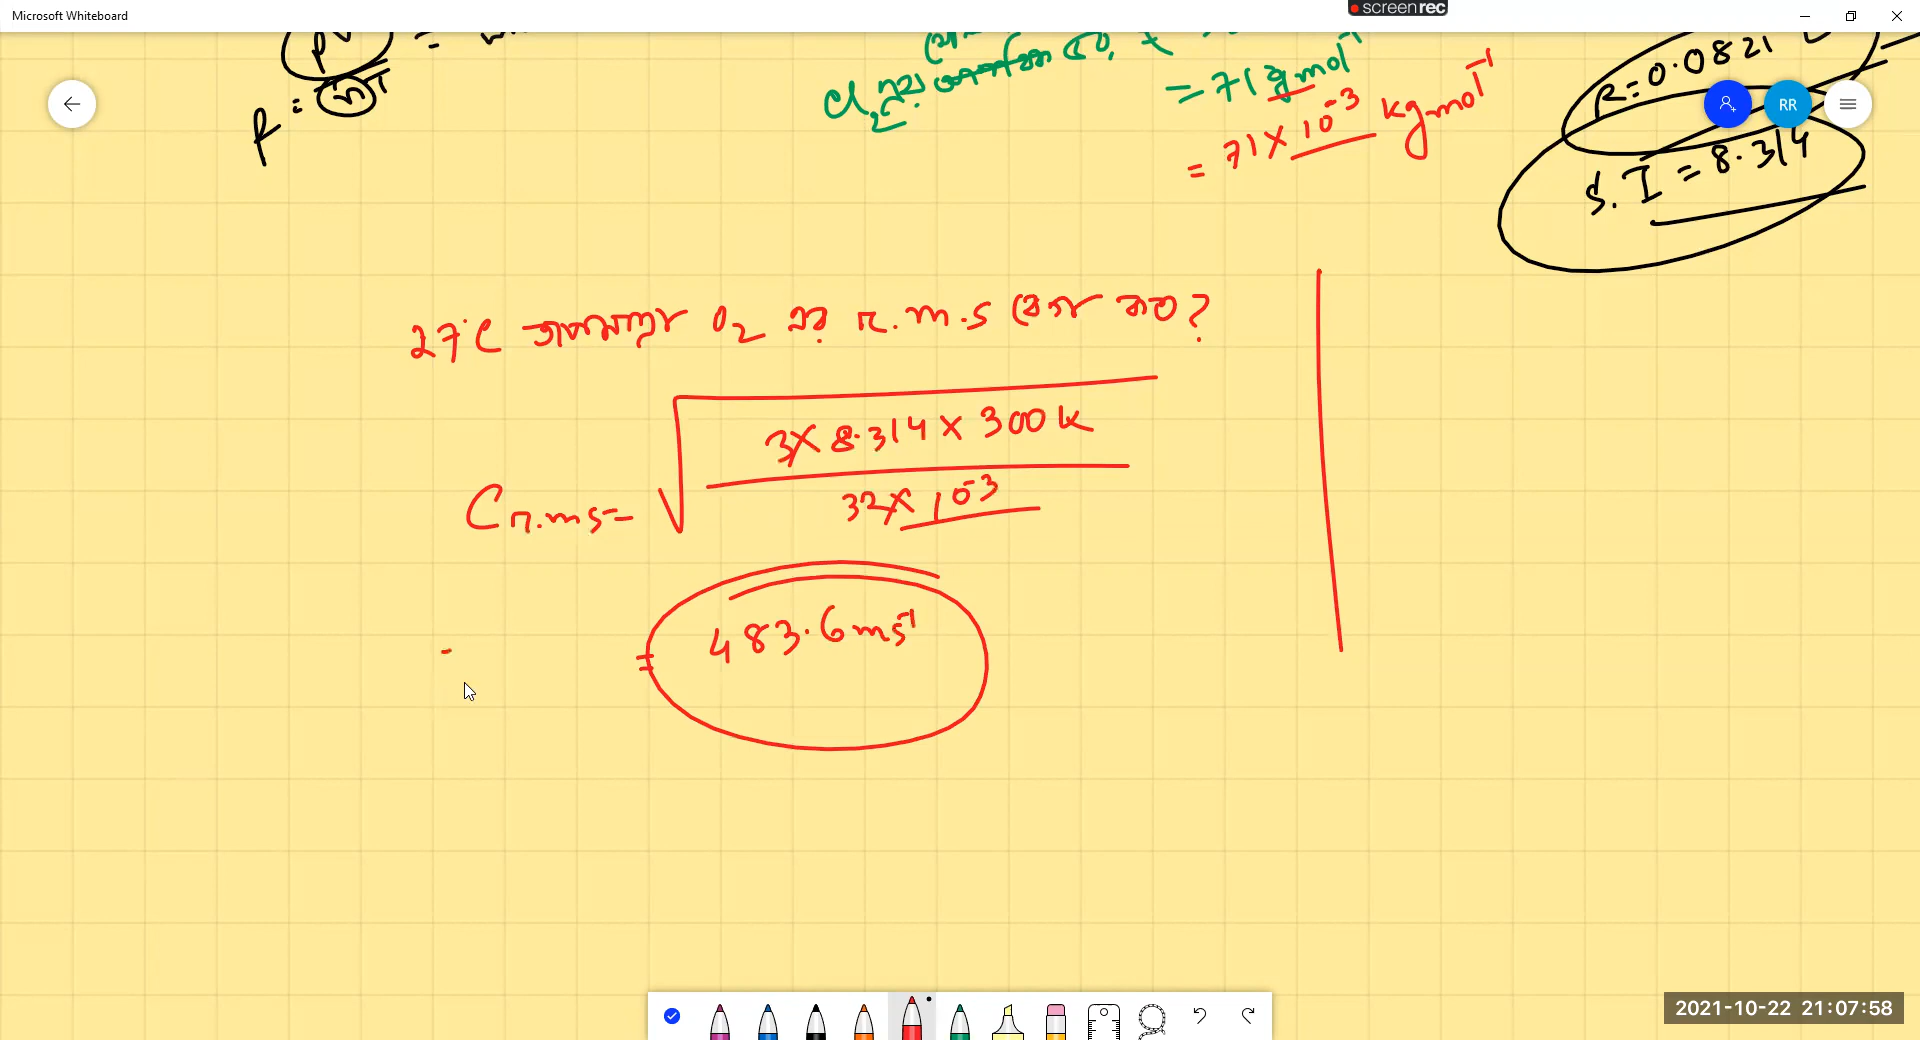 Microsoft Whiteboard
screenrec
= 71 g mol⁻¹
R = 0.0821
RR
= 71 × 10⁻³ kg mol⁻¹
S.I = 8.314
27°C তাপমাত্রায় O₂ এর r.m.s বেগ কত?
C r.m.s = √
3 × 8.314 × 300 K
32 × 10⁻³
= 483.6 ms⁻¹
2021-10-22 21:07:58